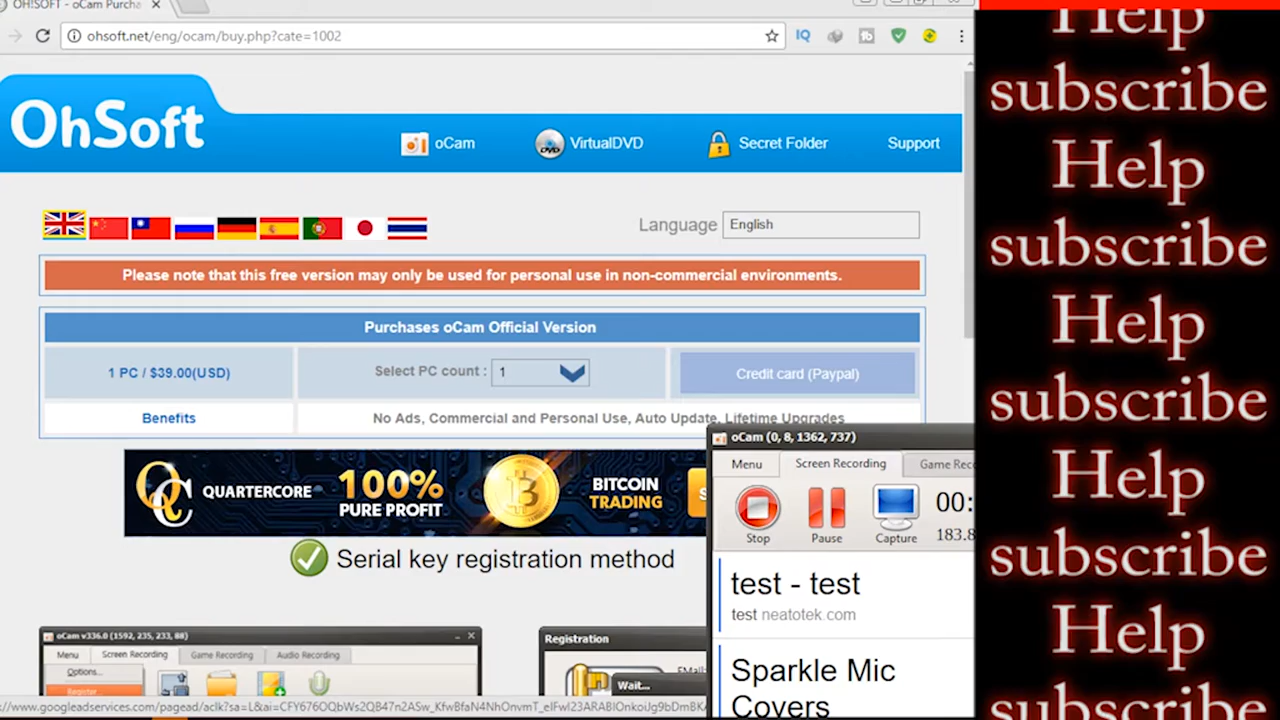 OH!SOFT - oCam Purcha
ohsoft.net/eng/ocam/buy.php?cate=1002
IQ
OhSoft
oCam
VirtualDVD
Secret Folder
Support
Language English
Please note that this free version may only be used for personal use in non-commercial environments.
Purchases oCam Official Version
1 PC / $39.00(USD)
Select PC count : 1
Credit card (Paypal)
Benefits
No Ads, Commercial and Personal Use, Auto Update, Lifetime Upgrades
QC QUARTERCORE
100%
PURE PROFIT
BITCOIN
TRADING
Serial key registration method
oCam v336.0 (1592, 235, 233, 88)
Menu Screen Recording Game Recording Audio Recording
Options...
Register...
Registration
Wait...
oCam (0, 8, 1362, 737)
Menu Screen Recording Game Reco
00:
183.8
Stop Pause Capture
test - test
test neatotek.com
Sparkle Mic
Covers
Help
subscribe
Help
subscribe
Help
subscribe
Help
subscribe
Help
subscribe